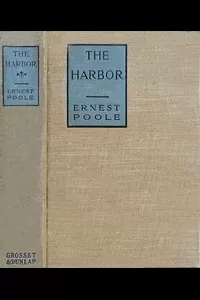 THE
HARBOR
ERNEST
POOLE
GROSSET
& DUNLAP
THE
HARBOR
ERNEST
POOLE